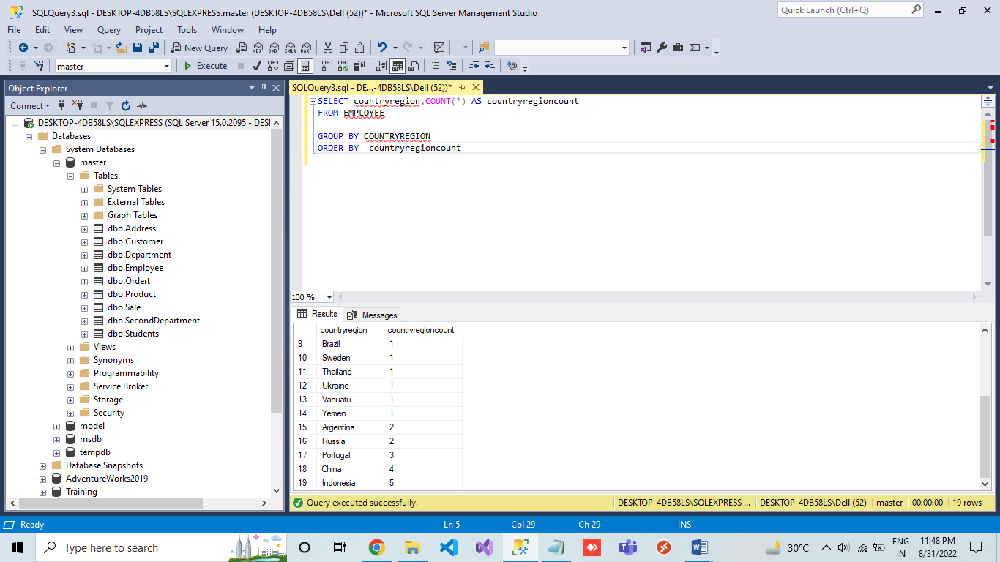 SQLQuery3.sql - DESKTOP-4DB58LS\SQLEXPRESS.master (DESKTOP-4DB58LS\Dell (52))* - Microsoft SQL Server Management Studio
Quick Launch (Ctrl+Q)
File Edit View Query Project Tools Window Help
New Query MDX DMX XMLA DAX
master Execute
Object Explorer
Connect
DESKTOP-4DB58LS\SQLEXPRESS (SQL Server 15.0.2095 - DESI
Databases
System Databases
master
Tables
System Tables
External Tables
Graph Tables
dbo.Address
dbo.Customer
dbo.Department
dbo.Employee
dbo.Ordert
dbo.Product
dbo.Sale
dbo.SecondDepartment
dbo.Students
Views
Synonyms
Programmability
Service Broker
Storage
Security
model
msdb
tempdb
Database Snapshots
AdventureWorks2019
Training
SQLQuery3.sql - DE...-4DB58LS\Dell (52))*
SELECT countryregion,COUNT(*) AS countryregioncount
FROM EMPLOYEE
GROUP BY COUNTRYREGION
ORDER BY  countryregioncount
100 %
Results Messages
countryregion countryregioncount
9 Brazil 1
10 Sweden 1
11 Thailand 1
12 Ukraine 1
13 Vanuatu 1
14 Yemen 1
15 Argentina 2
16 Russia 2
17 Portugal 3
18 China 4
19 Indonesia 5
Query executed successfully. DESKTOP-4DB58LS\SQLEXPRESS ... DESKTOP-4DB58LS\Dell (52) master 00:00:00 19 rows
Ready Ln 5 Col 29 Ch 29 INS
Type here to search
30°C
ENG
IN
11:48 PM
8/31/2022